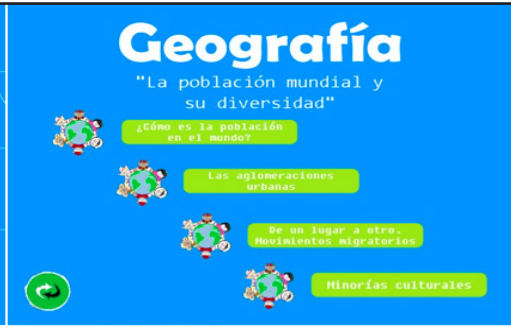 Geografía
"La población mundial y
su diversidad"
¿Cómo es la población
en el mundo?
Las aglomeraciones
urbanas
De un lugar a otro.
Movimientos migratorios
Minorías culturales